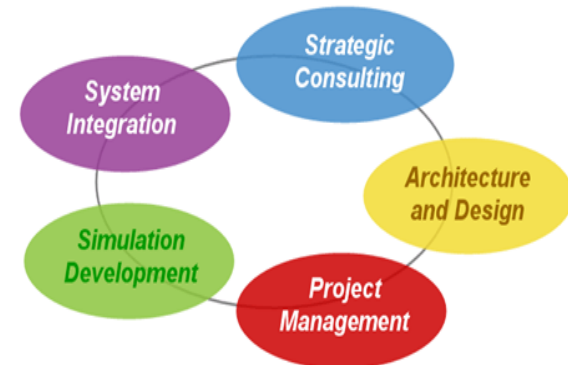 Strategic
Consulting
System
Integration
Architecture
and Design
Simulation
Development
Project
Management